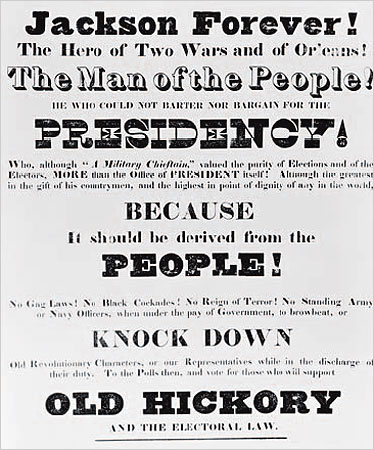 Jackson Forever!
The Hero of Two Wars and of Or'eans!
The Man of the People!
HE WHO COULD NOT BARTER NOR BARGAIN FOR THE
PRESIDENCY!
Who, although "A Military Chieftain," valued the purity of Elections and of the
Electors, MORE than the Office of PRESIDENT itself! Although the greatest
in the gift of his countrymen, and the highest in point of dignity of any in the world,
BECAUSE
It should be derived from the
PEOPLE!
No Gag Laws! No Black Cockades! No Reign of Terror! No Standing Army
or Navy Officers, when under the pay of Government, to browbeat, or
KNOCK DOWN
Old Revolutionary Characters, or our Representatives while in the discharge of
their duty. To the Polls then, and vote for those who will support
OLD HICKORY
AND THE ELECTORAL LAW.